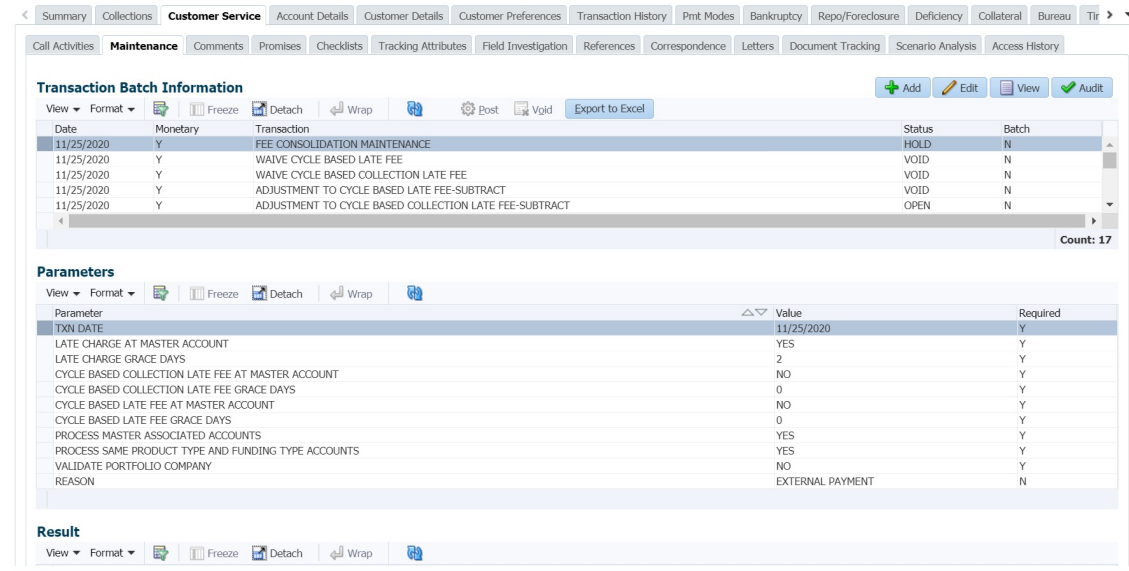 Summary Collections Customer Service Account Details Customer Details Customer Preferences Transaction History Pmt Modes Bankruptcy Repo/Foreclosure Deficiency Collateral Bureau
Call Activities Maintenance Comments Promises Checklists Tracking Attributes Field Investigation References Correspondence Letters Document Tracking Scenario Analysis Access History
Transaction Batch Information
Add Edit View Audit
View Format Freeze Detach Wrap Post Void Export to Excel
Date Monetary Transaction Status Batch
11/25/2020 Y FEE CONSOLIDATION MAINTENANCE HOLD N
11/25/2020 Y WAIVE CYCLE BASED LATE FEE VOID N
11/25/2020 Y WAIVE CYCLE BASED COLLECTION LATE FEE VOID N
11/25/2020 Y ADJUSTMENT TO CYCLE BASED LATE FEE-SUBTRACT VOID N
11/25/2020 Y ADJUSTMENT TO CYCLE BASED COLLECTION LATE FEE-SUBTRACT OPEN N
Count: 17
Parameters
View Format Freeze Detach Wrap
Parameter Value Required
TXN DATE 11/25/2020 Y
LATE CHARGE AT MASTER ACCOUNT YES Y
LATE CHARGE GRACE DAYS 2 Y
CYCLE BASED COLLECTION LATE FEE AT MASTER ACCOUNT NO Y
CYCLE BASED COLLECTION LATE FEE GRACE DAYS 0 Y
CYCLE BASED LATE FEE AT MASTER ACCOUNT NO Y
CYCLE BASED LATE FEE GRACE DAYS 0 Y
PROCESS MASTER ASSOCIATED ACCOUNTS YES Y
PROCESS SAME PRODUCT TYPE AND FUNDING TYPE ACCOUNTS YES Y
VALIDATE PORTFOLIO COMPANY NO Y
REASON EXTERNAL PAYMENT N
Result
View Format Freeze Detach Wrap